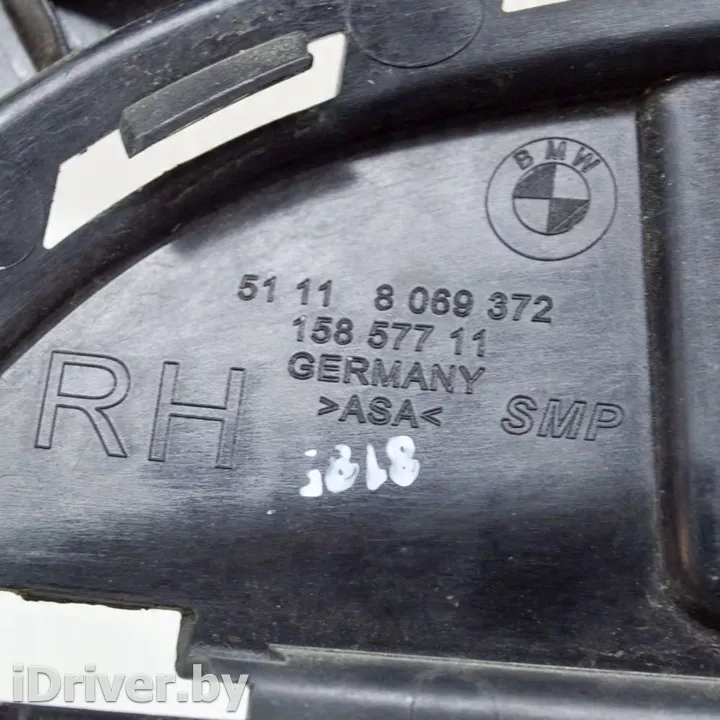 BMW
51 11 8 069 372
158 577 11
GERMANY
>ASA<
RH
SMP
iDriver.by